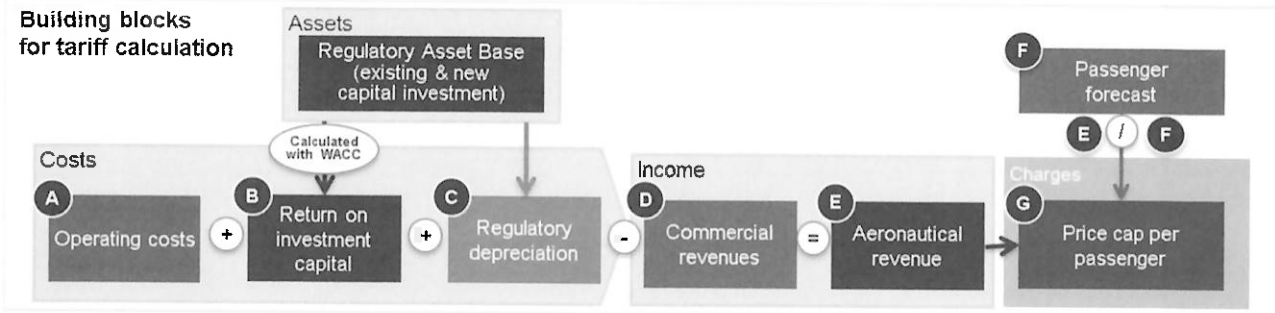 Building blocks
for tariff calculation
Assets
Regulatory Asset Base
(existing & new
capital investment)
Calculated
with WACC
F
Passenger
forecast
E / F
Costs
A
Operating costs
+
B
Return on
investment
capital
+
C
Regulatory
depreciation
-
Income
D
Commercial
revenues
=
E
Aeronautical
revenue
Charges
G
Price cap per
passenger